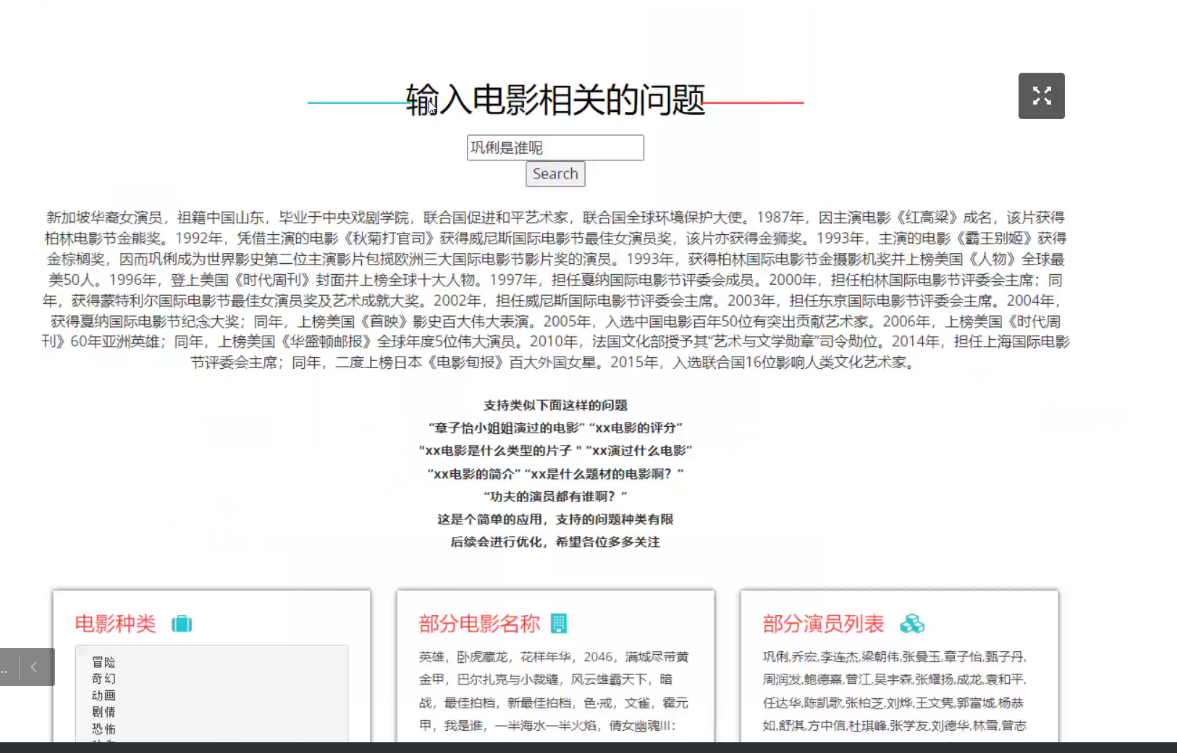 输入电影相关的问题
巩俐是谁呢
Search
新加坡华裔女演员，祖籍中国山东，毕业于中央戏剧学院，联合国促进和平艺术家，联合国全球环境保护大使。1987年，因主演电影《红高粱》成名，该片获得
柏林电影节金熊奖。1992年，凭借主演的电影《秋菊打官司》获得威尼斯国际电影节最佳女演员奖，该片亦获得金狮奖。1993年，主演的电影《霸王别姬》获得
金棕榈奖，因而巩俐成为世界影史第二位主演影片包揽欧洲三大国际电影节影片奖的演员。1993年，获得柏林国际电影节金摄影机奖并上榜美国《人物》全球最
美50人。1996年，登上美国《时代周刊》封面并上榜全球十大人物。1997年，担任戛纳国际电影节评委会成员。2000年，担任柏林国际电影节评委会主席；同
年，获得蒙特利尔国际电影节最佳女演员奖及艺术成就大奖。2002年，担任威尼斯国际电影节评委会主席。2003年，担任东京国际电影节评委会主席。2004年，
获得戛纳国际电影节纪念大奖；同年，上榜美国《首映》影史百大伟大表演。2005年，入选中国电影百年50位有突出贡献艺术家。2006年，上榜美国《时代周
刊》60年亚洲英雄；同年，上榜美国《华盛顿邮报》全球年度5位伟大演员。2010年，法国文化部授予其“艺术与文学勋章”司令勋位。2014年，担任上海国际电影
节评委会主席；同年，二度上榜日本《电影旬报》百大外国女星。2015年，入选联合国16位影响人类文化艺术家。
支持类似下面这样的问题
“章子怡小姐姐演过的电影” “xx电影的评分”
"xx电影是什么类型的片子 " “xx演过什么电影”
“xx电影的简介” “xx是什么题材的电影啊？”
“功夫的演员都有谁啊？”
这是个简单的应用，支持的问题种类有限
后续会进行优化，希望各位多多关注
电影种类
冒险
奇幻
动画
剧情
恐怖
部分电影名称
英雄，卧虎藏龙，花样年华，2046，满城尽带黄
金甲，巴尔扎克与小裁缝，风云雄霸天下，暗
战，最佳拍档，新最佳拍档，色·戒，文雀，霍元
甲，我是谁，一半海水一半火焰，倩女幽魂III：
部分演员列表
巩俐,乔宏,李连杰,梁朝伟,张曼玉,章子怡,甄子丹,
周润发,鲍德熹,曾江,吴宇森,张耀扬,成龙,袁和平,
任达华,陈凯歌,张柏芝,刘烨,王文隽,郭富城,杨恭
如,舒淇,方中信,杜琪峰,张学友,刘德华,林雪,曾志